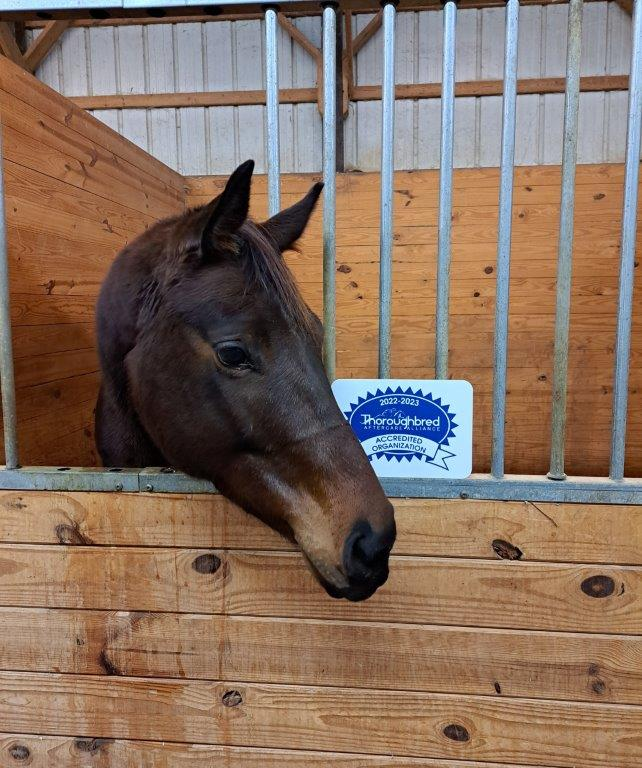 2022-2023
Thoroughbred
AFTERCARE ALLIANCE
ACCREDITED
ORGANIZATION